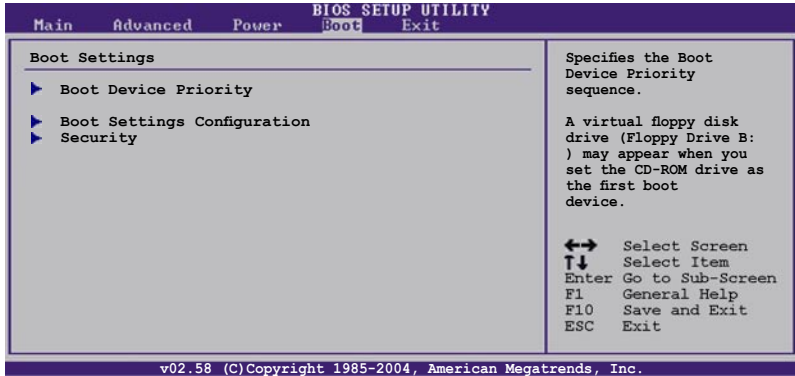 BIOS SETUP UTILITY
Main Advanced Power Boot Exit
Boot Settings
Boot Device Priority
Boot Settings Configuration
Security
Specifies the Boot
Device Priority
sequence.
A virtual floppy disk
drive (Floppy Drive B:
) may appear when you
set the CD-ROM drive as
the first boot
device.
←→ Select Screen
↑↓ Select Item
Enter Go to Sub-Screen
F1 General Help
F10 Save and Exit
ESC Exit
v02.58 (C)Copyright 1985-2004, American Megatrends, Inc.